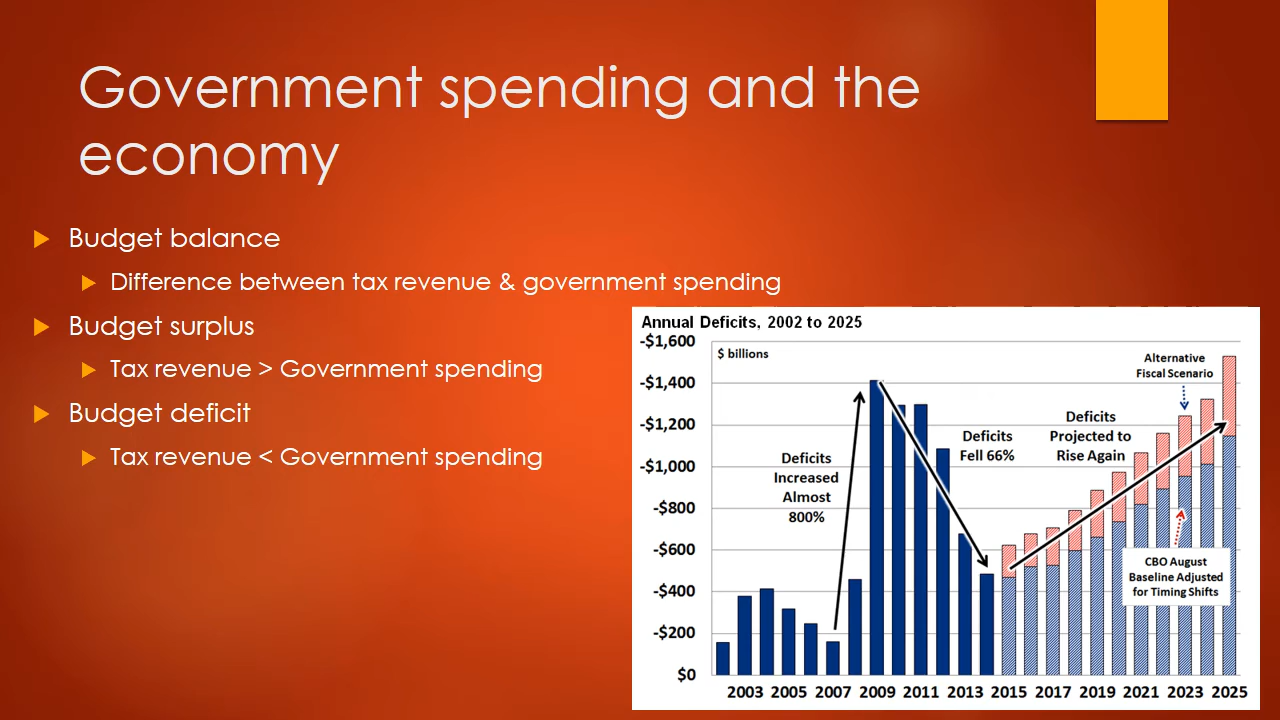 Government spending and the
economy
Budget balance
Difference between tax revenue & government spending
Budget surplus
Tax revenue > Government spending
Budget deficit
Tax revenue < Government spending
Annual Deficits, 2002 to 2025
-$1,600
-$1,400
-$1,200
-$1,000
-$800
-$600
-$400
-$200
$0
$ billions
Deficits
Increased
Almost
800%
Deficits
Fell 66%
Deficits
Projected to
Rise Again
Alternative
Fiscal Scenario
CBO August
Baseline Adjusted
for Timing Shifts
2003 2005 2007 2009 2011 2013 2015 2017 2019 2021 2023 2025